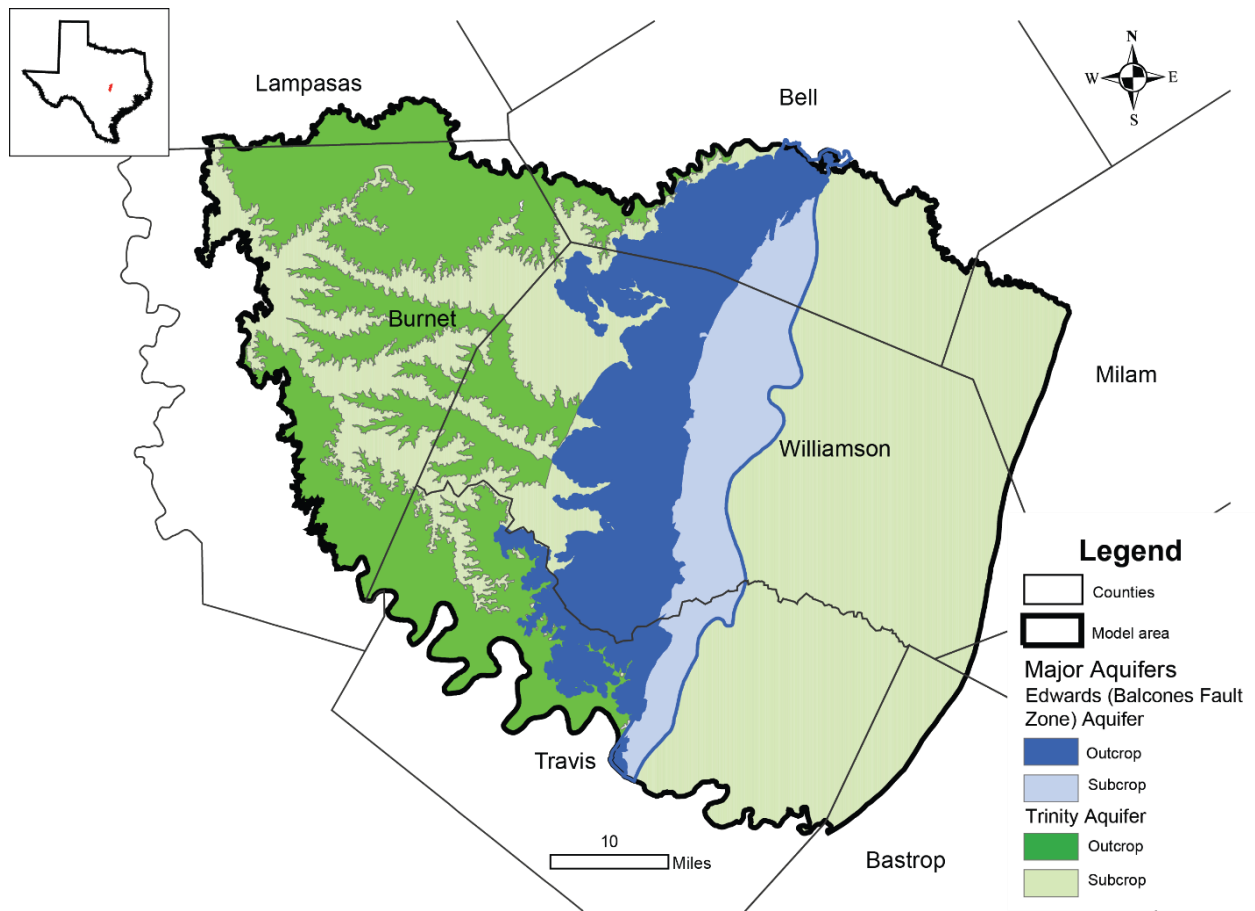 Lampasas
Bell
N
W E
S
Burnet
Milam
Williamson
Travis
Bastrop
10
Miles
Legend
Counties
Model area
Major Aquifers
Edwards (Balcones Fault
Zone) Aquifer
Outcrop
Subcrop
Trinity Aquifer
Outcrop
Subcrop